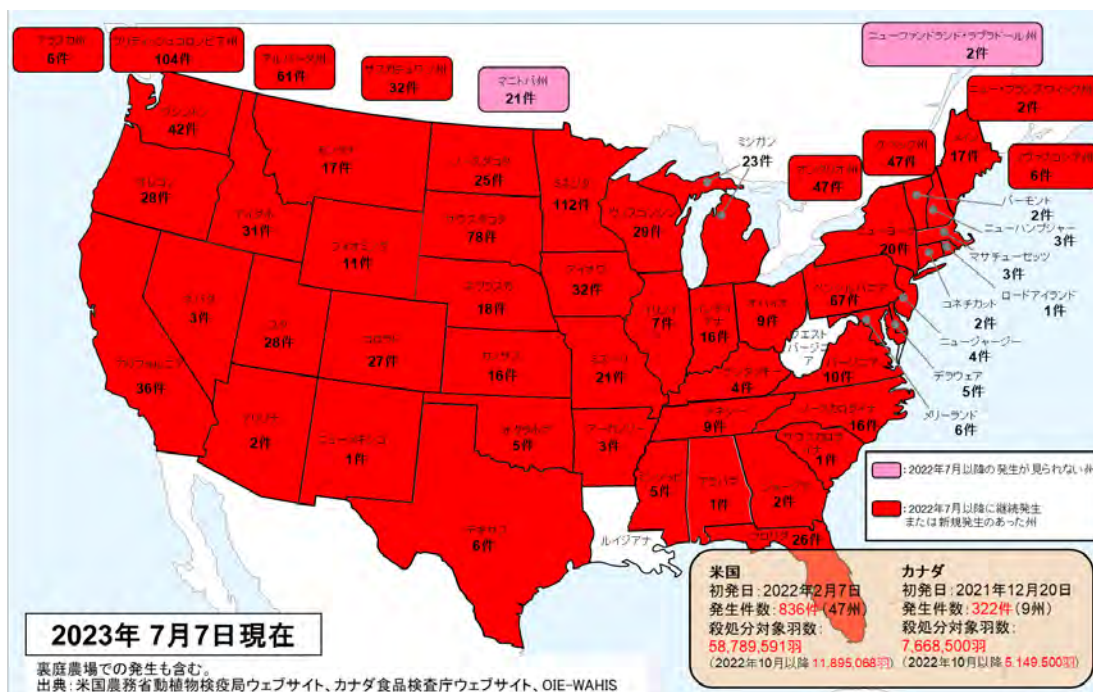 アラスカ州
6件
ブリティッシュコロンビア州
104件
アルバータ州
61件
サスカチュワン州
32件
マニトバ州
21件
ニューファンドランド・ラブラドール州
2件
ニュー・ブランズウィック州
2件
ケベック州
47件
オンタリオ州
47件
ノヴァスコシア州
6件
ワシントン
42件
モンタナ
17件
ノースダコタ
25件
ミネソタ
112件
ミシガン
23件
メイン
17件
オレゴン
28件
アイダホ
31件
ワイオミング
11件
サウスダコタ
78件
ウィスコンシン
29件
ニューヨーク
20件
バーモント
2件
ニューハンプシャー
3件
マサチューセッツ
3件
ロードアイランド
1件
コネチカット
2件
ニュージャージー
4件
デラウェア
5件
メリーランド
6件
ネバダ
3件
ユタ
28件
コロラド
27件
ネブラスカ
18件
アイオワ
32件
イリノイ
7件
インディ
アナ
16件
オハイオ
9件
ペンシルバニア
67件
ウエスト
バージニ
ア
カリフォルニア
36件
カンザス
16件
ミズーリ
21件
ケンタッキー
4件
バージニア
10件
アリゾナ
2件
ニューメキシコ
1件
オクラホマ
5件
アーカンソー
3件
テネシー
9件
ノースカロライナ
16件
サウスカロラ
イナ
1件
テキサス
6件
ルイジアナ
ミシシッピ
5件
アラバマ
1件
ジョージア
2件
フロリダ
26件
:2022年7月以降の発生が見られない州
:2022年7月以降に継続発生
または新規発生のあった州
米国
初発日:2022年2月7日
発生件数:836件(47州)
殺処分対象羽数:
58,789,591羽
(2022年10月以降 11,895,068羽)
カナダ
初発日:2021年12月20日
発生件数:322件(9州)
殺処分対象羽数:
7,668,500羽
(2022年10月以降 5,149,500羽)
2023年 7月7日現在
裏庭農場での発生も含む。
出典:米国農務省動植物検疫局ウェブサイト、カナダ食品検査庁ウェブサイト、OIE-WAHIS